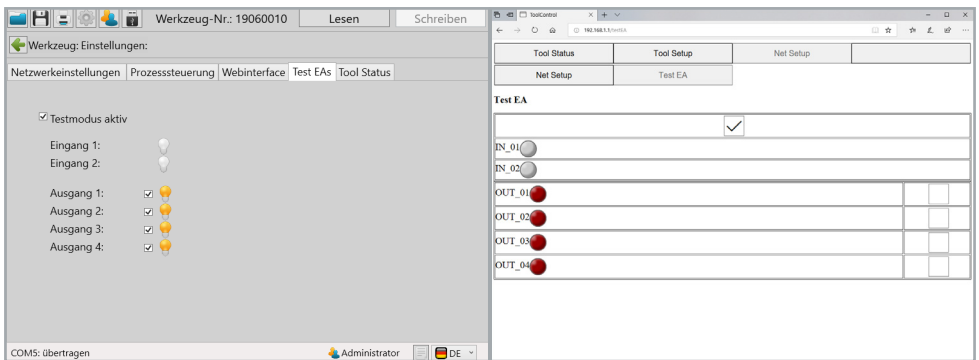 Werkzeug-Nr.: 19060010 Lesen Schreiben
Werkzeug: Einstellungen:
Netzwerkeinstellungen Prozesssteuerung Webinterface Test EAs Tool Status
Testmodus aktiv
Eingang 1:
Eingang 2:
Ausgang 1:
Ausgang 2:
Ausgang 3:
Ausgang 4:
COM5: übertragen Administrator DE
ToolControl
192.168.1.1/testEA
Tool Status Tool Setup Net Setup
Net Setup Test EA
Test EA
IN_01
IN_02
OUT_01
OUT_02
OUT_03
OUT_04